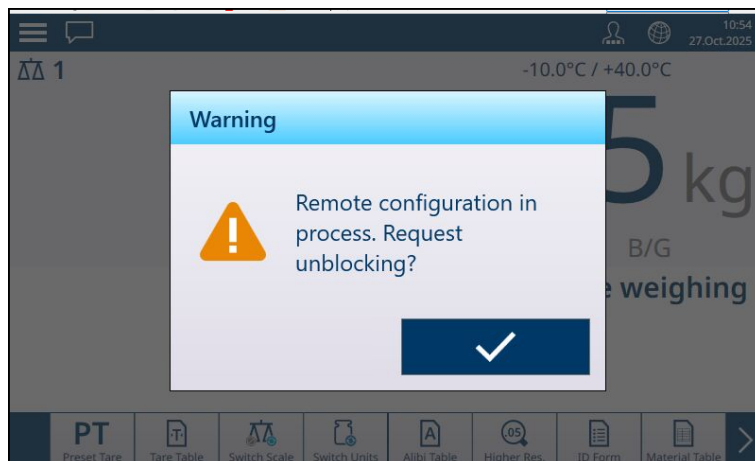 10:54
27.Oct.2025
1
-10.0°C / +40.0°C
Warning
Remote configuration in
process. Request
unblocking?
5 kg
B/G
weighing
PT
Preset Tare
T
Tare Table
Switch Scale
Switch Units
A
Alibi Table
.05
Higher Res.
ID Form
Material Table